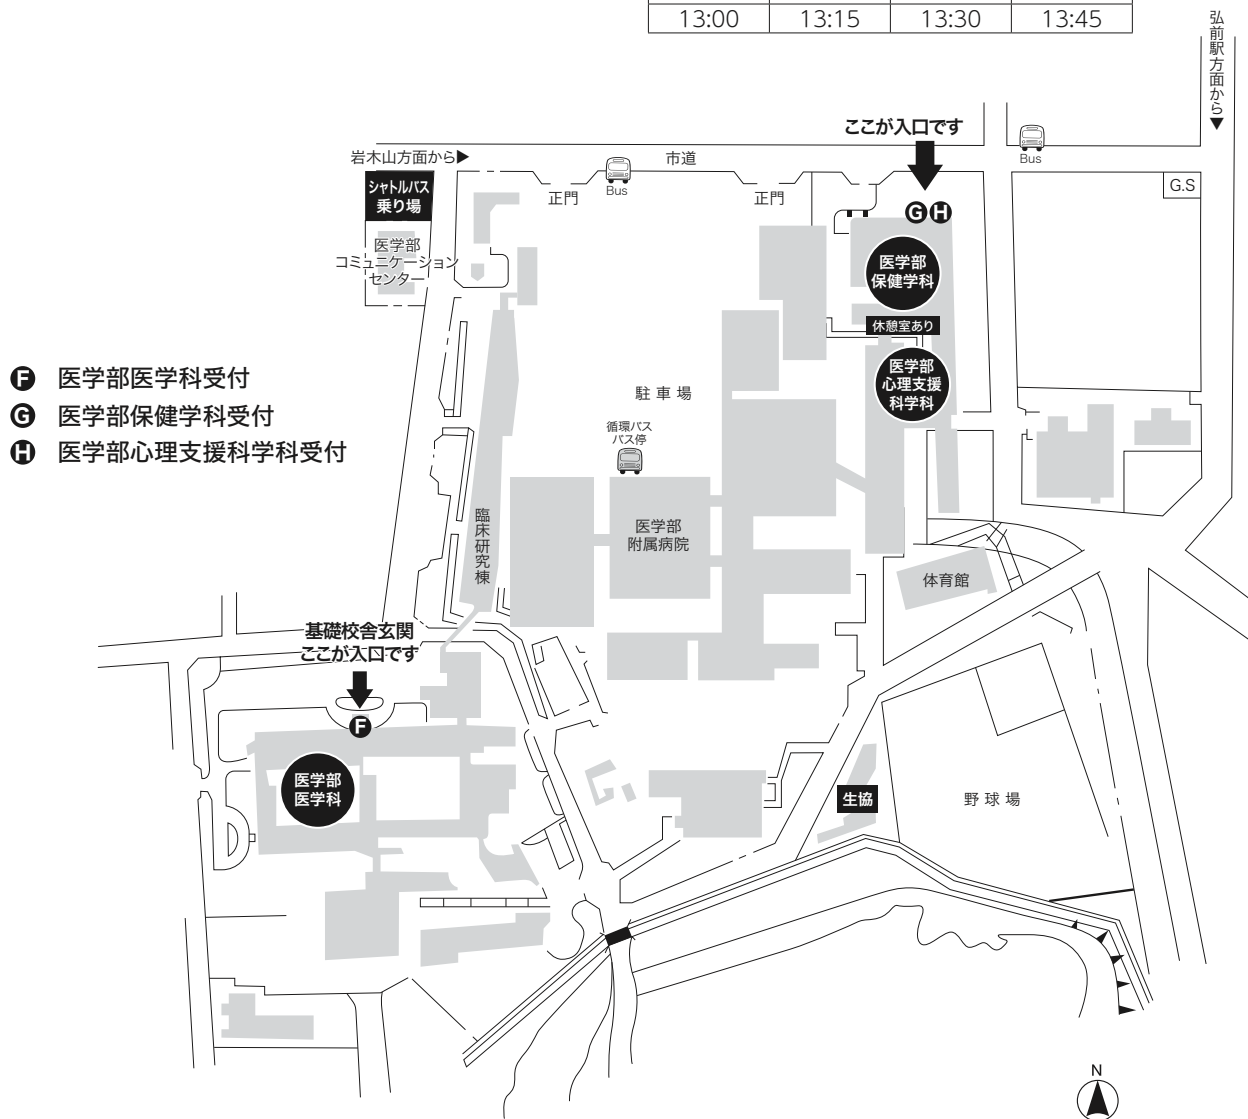 13:00 13:15 13:30 13:45
弘前駅方面から▼
ここが入口です
Bus
岩木山方面から▶
市道
シャトルバス
乗り場
Bus
正門
正門
G.S
G H
医学部
コミュニケーション
センター
医学部
保健学科
休憩室あり
医学部
心理支援
科学科
F 医学部医学科受付
G 医学部保健学科受付
H 医学部心理支援科学科受付
駐車場
循環バス
バス停
臨床研究棟
医学部
附属病院
体育館
基礎校舎玄関
ここが入口です
F
医学部
医学科
生協
野球場
N